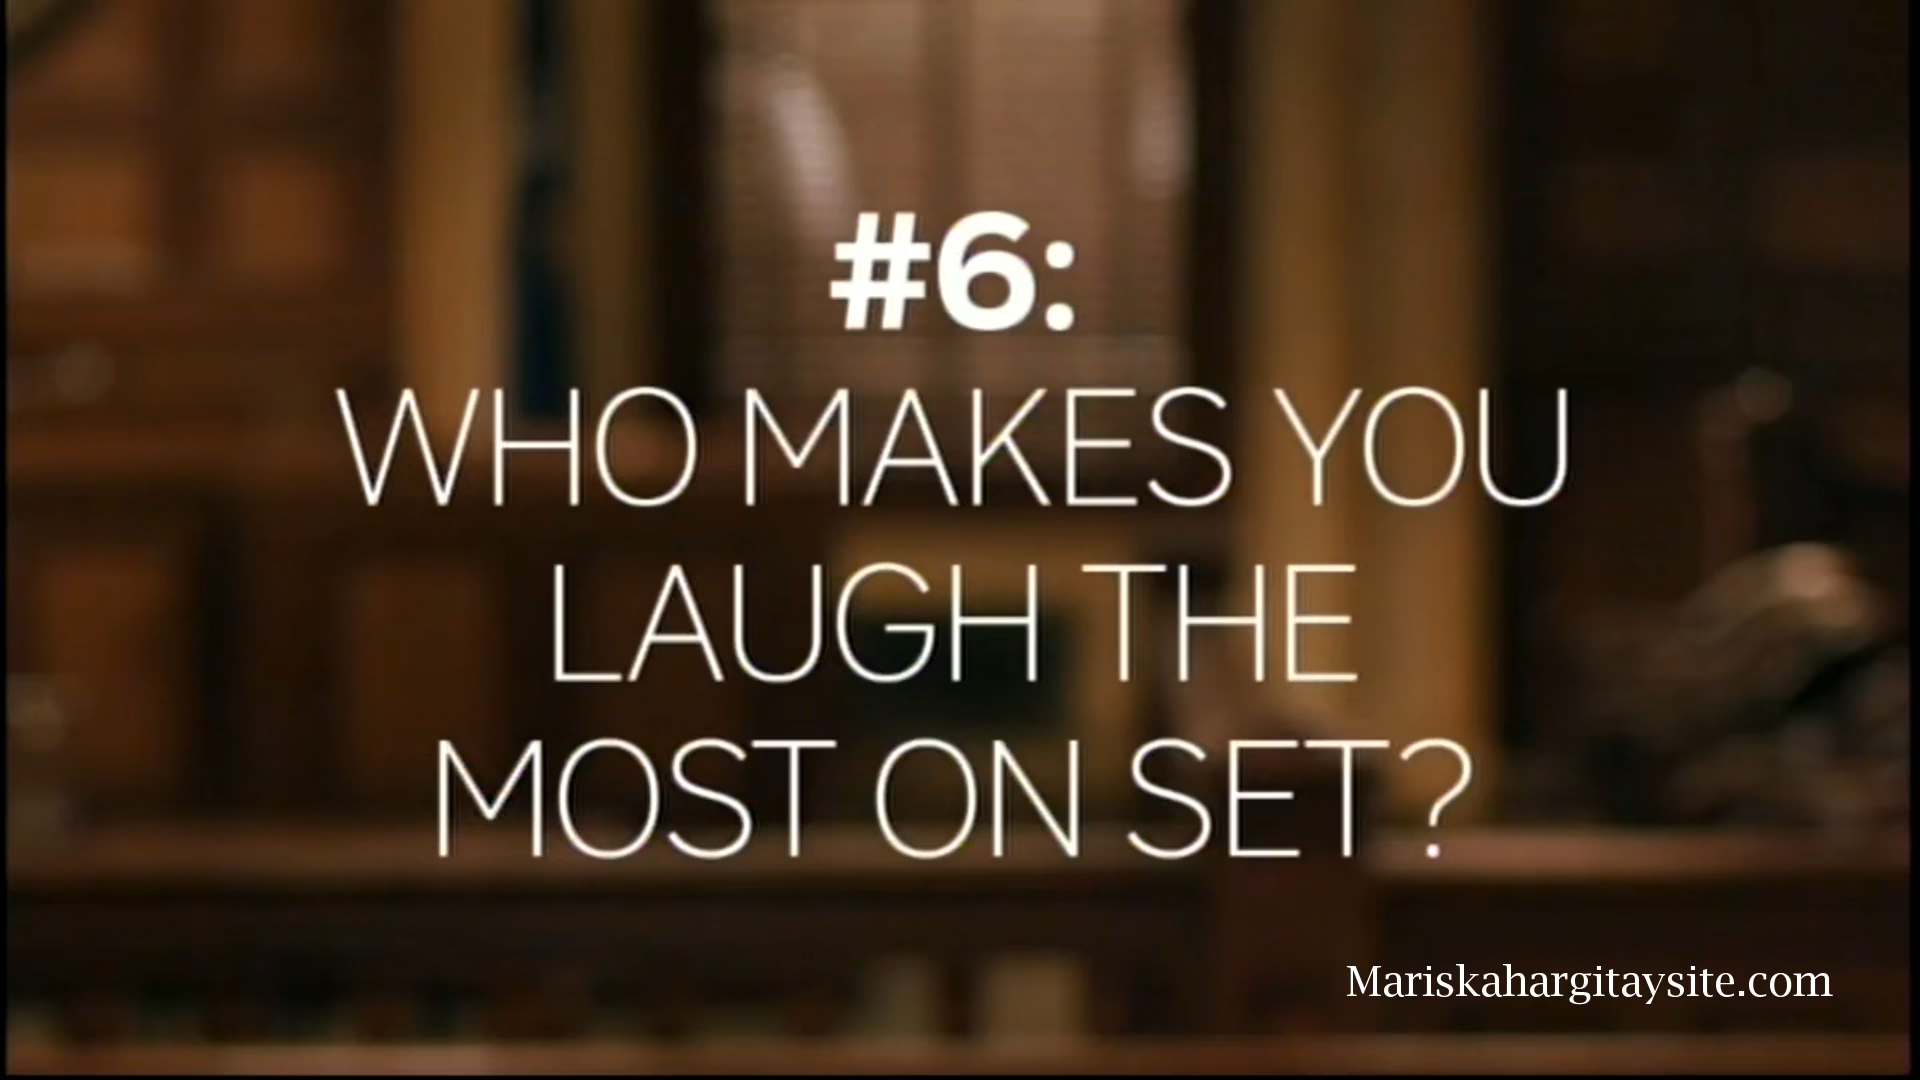 #6:
WHO MAKES YOU
LAUGH THE
MOST ON SET?
Mariskahargitaysite.com